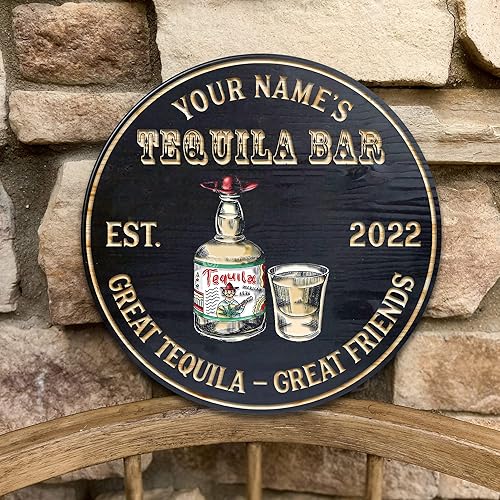 YOUR NAME'S
TEQUILA BAR
EST. 2022
Tequila
GREAT TEQUILA – GREAT FRIENDS